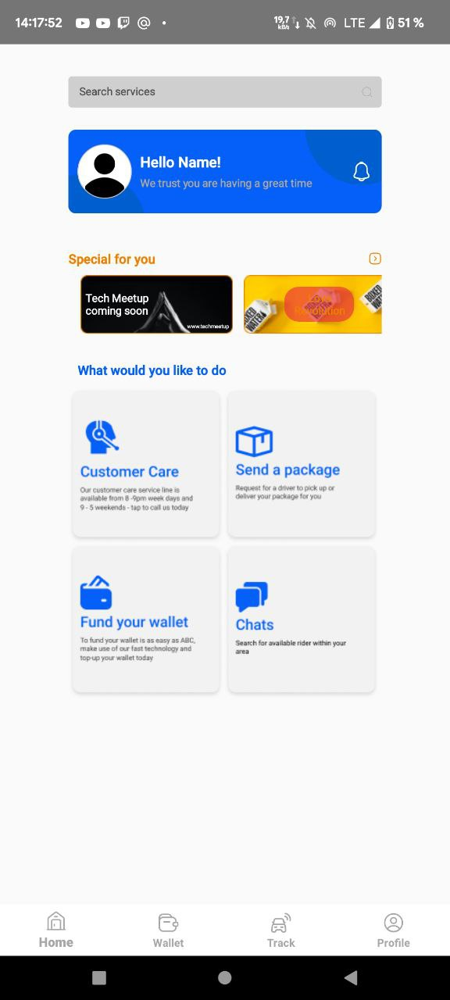 14:17:52
19,7
kB/s
LTE
51 %
Search services
Hello Name!
We trust you are having a great time
Special for you
Tech Meetup
coming soon
www.techmeetup
BOXED
WATER
Revolution
BOXED
WATER
What would you like to do
Customer Care
Our customer care service line is
available from 8 -9pm week days and
9 - 5 weekends - tap to call us today
Send a package
Request for a driver to pick up or
deliver your package for you
Fund your wallet
To fund your wallet is as easy as ABC,
make use of our fast technology and
top-up your wallet today
Chats
Search for available rider within your
area
Home
Wallet
Track
Profile